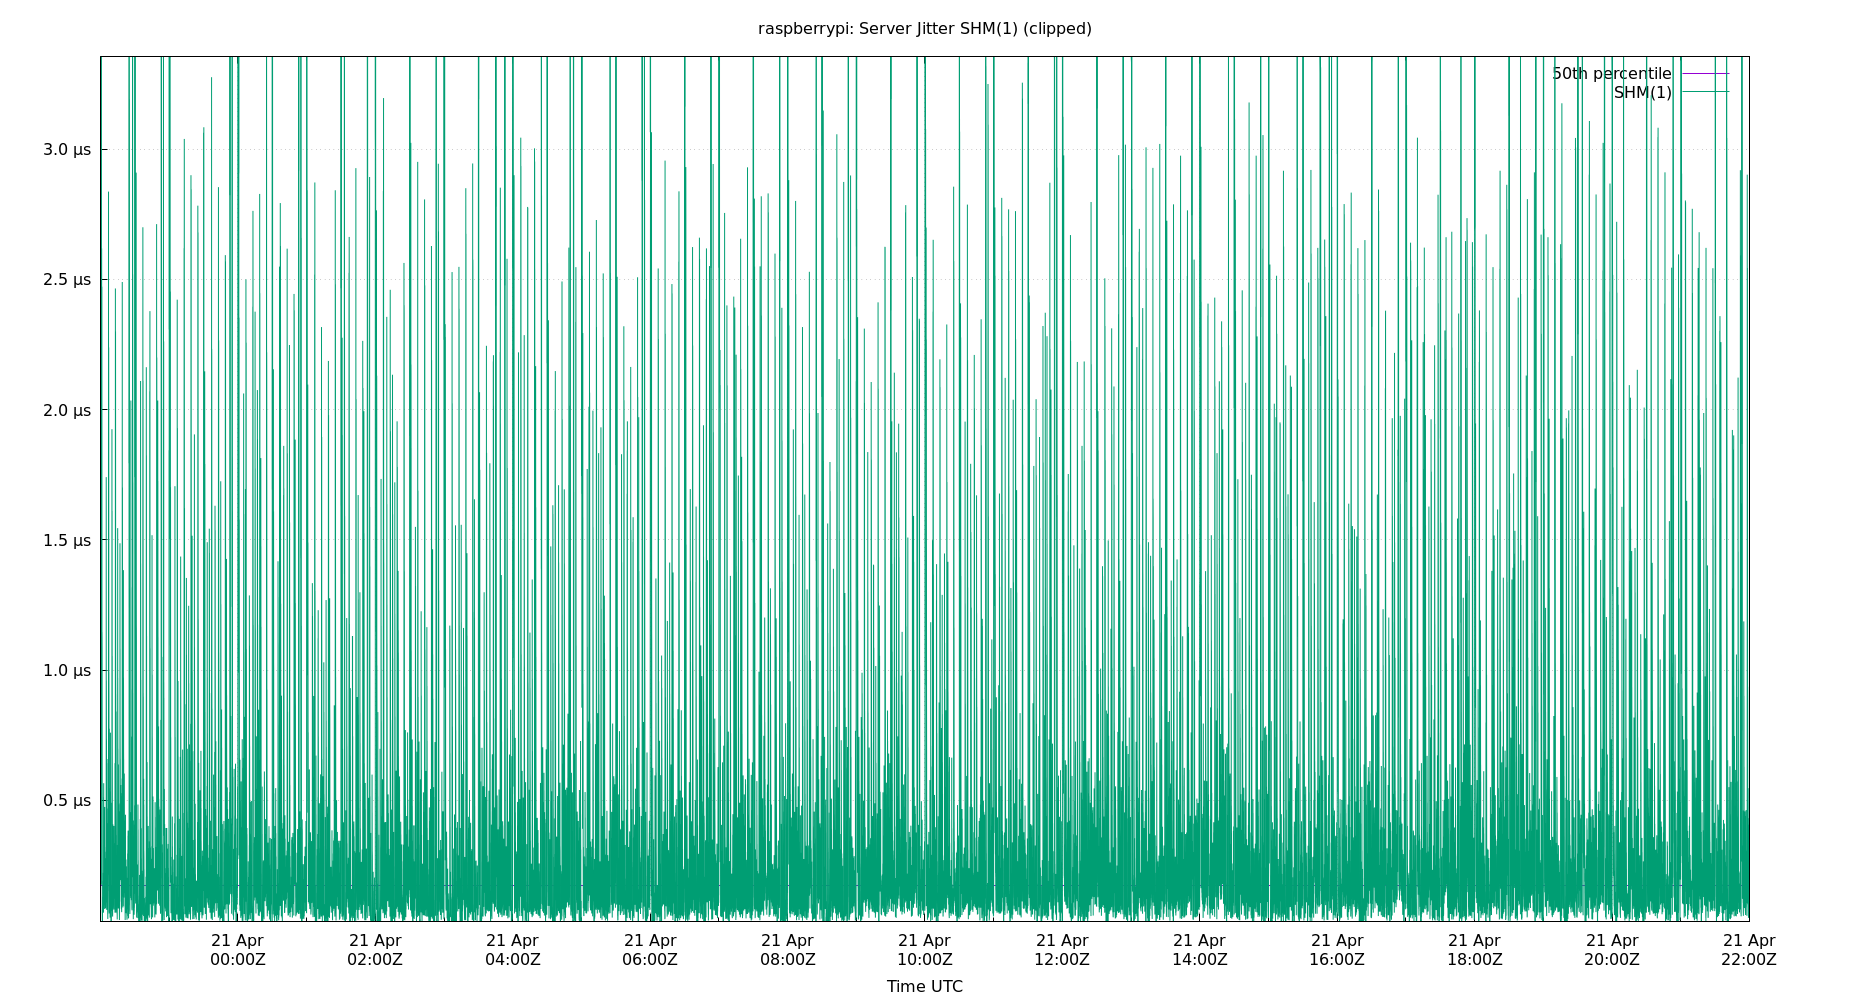 raspberrypi: Server Jitter SHM(1) (clipped)
50th percentile
SHM(1)
3.0 µs
2.5 µs
2.0 µs
1.5 µs
1.0 µs
0.5 µs
21 Apr 21 Apr 21 Apr 21 Apr 21 Apr 21 Apr 21 Apr 21 Apr 21 Apr 21 Apr 21 Apr 21 Apr
00:00Z 02:00Z 04:00Z 06:00Z 08:00Z 10:00Z 12:00Z 14:00Z 16:00Z 18:00Z 20:00Z 22:00Z
Time UTC